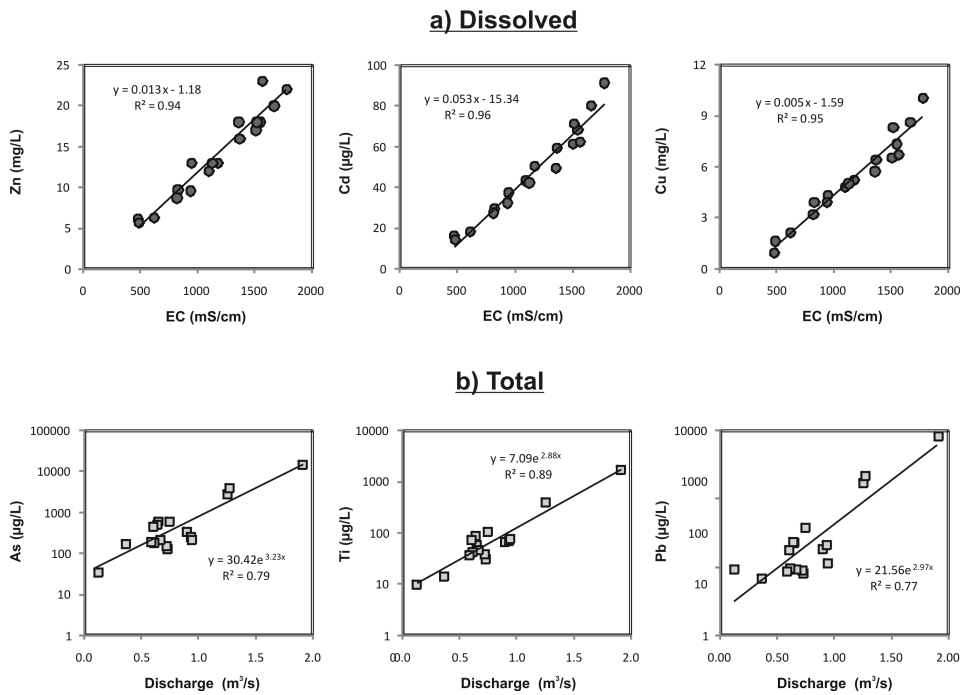 a) Dissolved
y = 0.013x - 1.18
R² = 0.94
Zn (mg/L)
25
20
15
10
5
0
0 500 1000 1500 2000
EC (mS/cm)
y = 0.053x - 15.34
R² = 0.96
Cd (µg/L)
100
80
60
40
20
0
0 500 1000 1500 2000
EC (mS/cm)
y = 0.005x - 1.59
R² = 0.95
Cu (µg/L)
12
9
6
3
0
0 500 1000 1500 2000
EC (mS/cm)
b) Total
As (µg/L)
100000
10000
1000
100
10
1
y = 30.42e^3.23x
R² = 0.79
0.0 0.5 1.0 1.5 2.0
Discharge (m³/s)
Ti (µg/L)
10000
1000
100
10
1
y = 7.09e^2.88x
R² = 0.89
0.0 0.5 1.0 1.5 2.0
Discharge (m³/s)
Pb (µg/L)
10000
1000
100
10
1
y = 21.56e^2.97x
R² = 0.77
0.00 0.5 1.0 1.5 2.0
Discharge (m³/s)